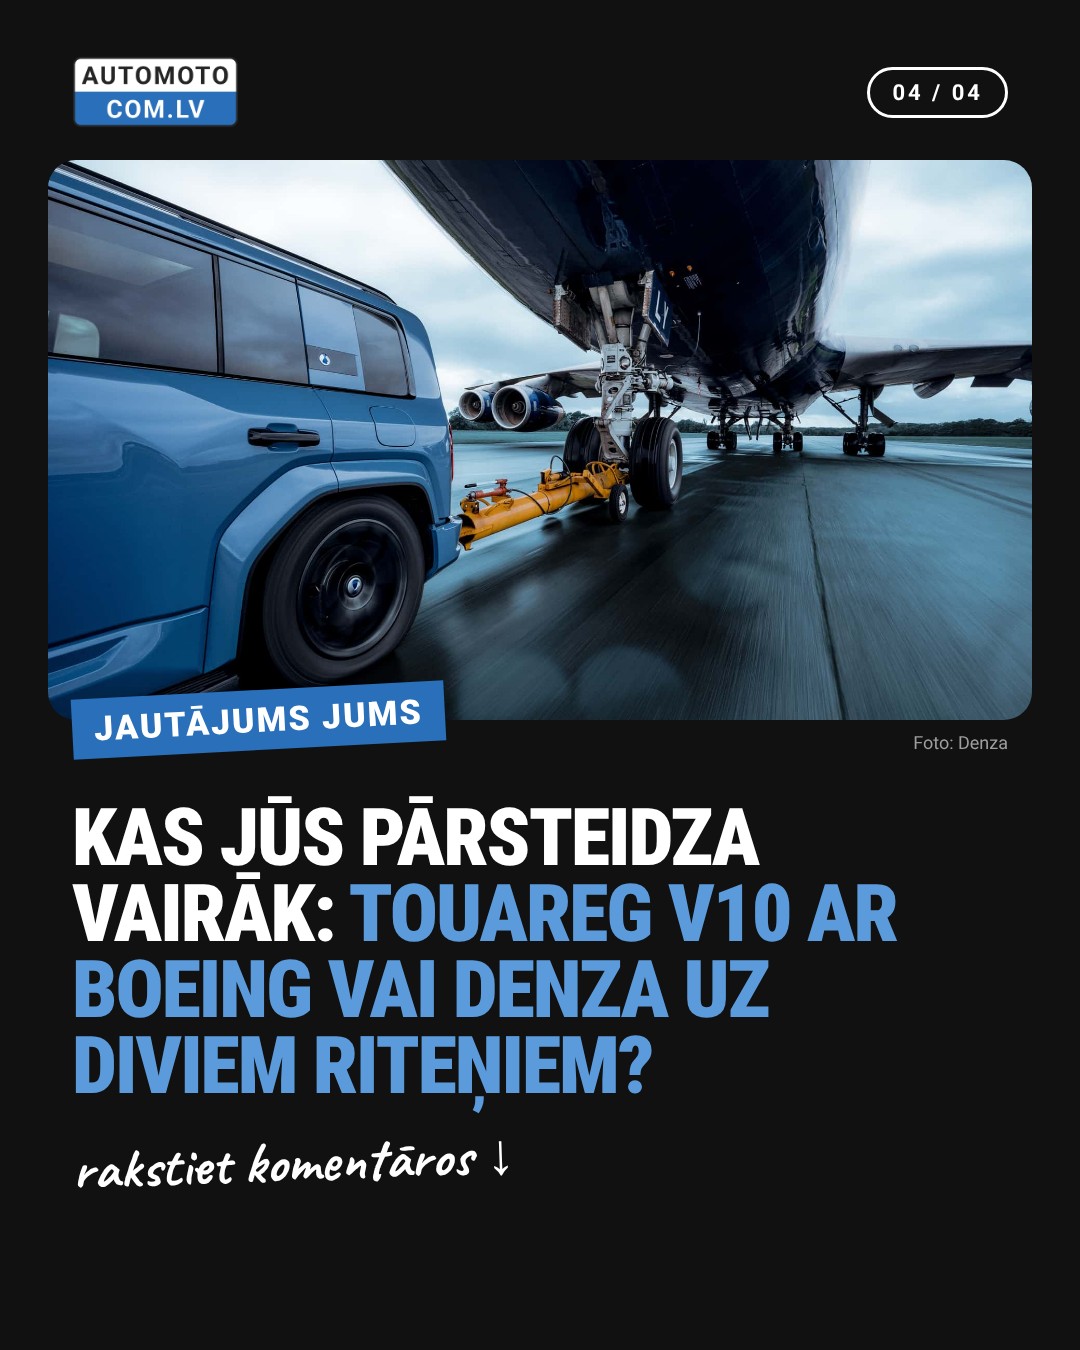 AUTOMOTO
COM.LV
04 / 04
LY
JAUTĀJUMS JUMS
Foto: Denza
KAS JŪS PĀRSTEIDZA
VAIRĀK: TOUAREG V10 AR
BOEING VAI DENZA UZ
DIVIEM RITEŅIEM?
rakstiet komentāros ↓